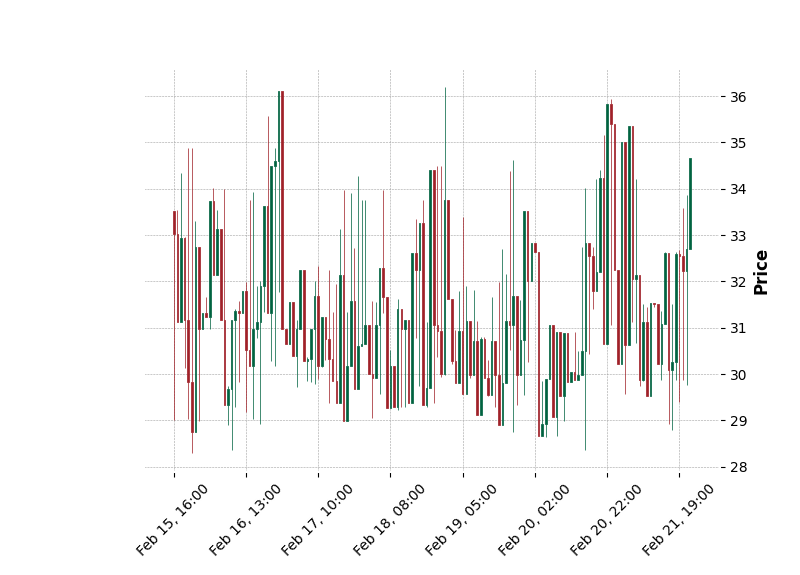 36
35
34
33
32
31
30
29
28
Price
Feb 15, 16:00
Feb 16, 13:00
Feb 17, 10:00
Feb 18, 08:00
Feb 19, 05:00
Feb 20, 02:00
Feb 20, 22:00
Feb 21, 19:00